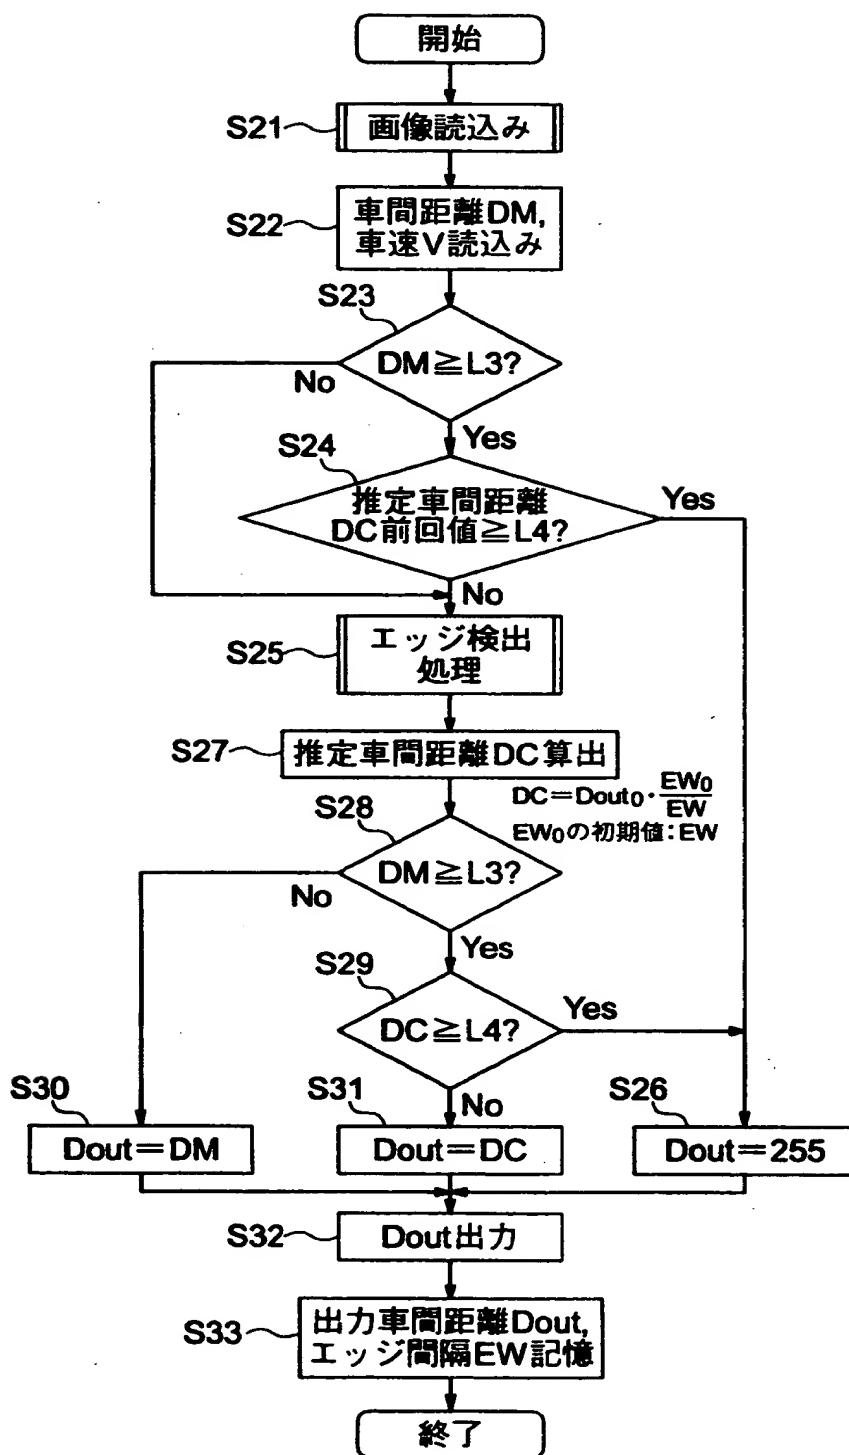 開始
S21
画像読込み
S22
車間距離DM,
車速V読込み
S23
DM≧L3?
No
Yes
S24
推定車間距離
DC前回値≧L4?
Yes
No
S25
エッジ検出
処理
S27
推定車間距離DC算出
DC=Dout₀·EW₀/EW
EW₀の初期値:EW
S28
DM≧L3?
No
Yes
S29
DC≧L4?
Yes
No
S30
Dout=DM
S31
Dout=DC
S26
Dout=255
S32
Dout出力
S33
出力車間距離Dout,
エッジ間隔EW記憶
終了